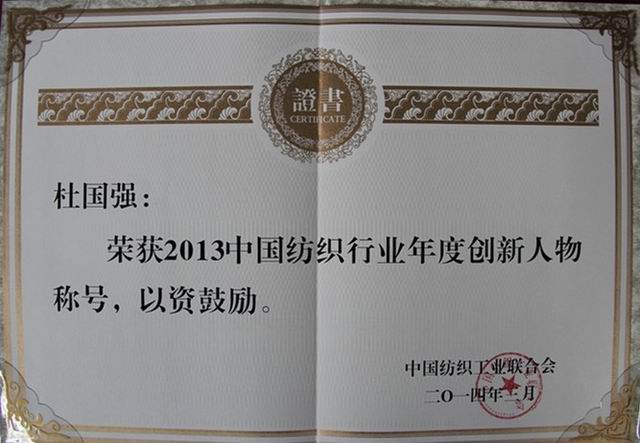 證書
CERTIFICATE
杜国强：
荣获2013中国纺织行业年度创新人物
称号，以资鼓励。
中国纺织工业联合会
二〇一四年二月